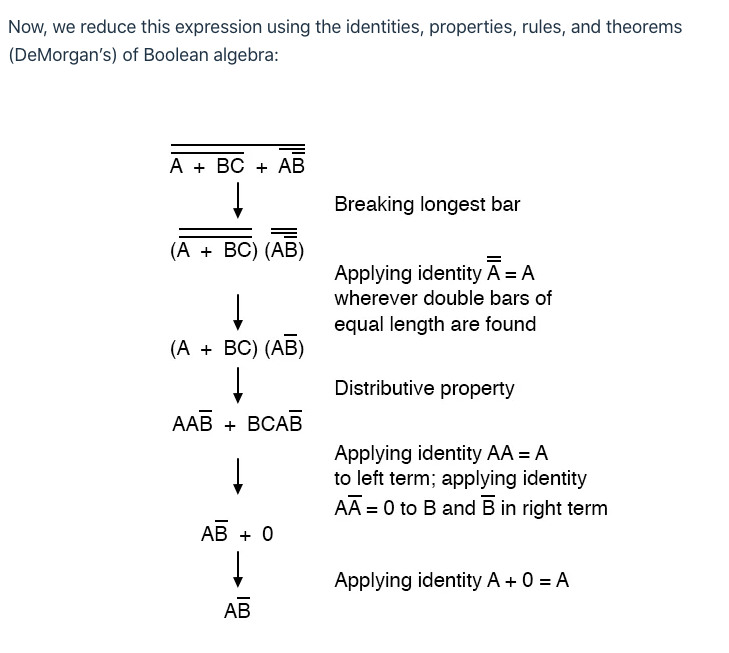 Now, we reduce this expression using the identities, properties, rules, and theorems
(DeMorgan’s) of Boolean algebra:
A̅ ̅+̅ ̅B̅C̅ + AB̅
Breaking longest bar
(A + BC) (AB̅)
Applying identity A̿ = A
wherever double bars of
equal length are found
(A + BC) (AB̅)
Distributive property
AAB̅ + BCAB̅
Applying identity AA = A
to left term; applying identity
AA̅ = 0 to B and B̅ in right term
AB̅ + 0
Applying identity A + 0 = A
AB̅